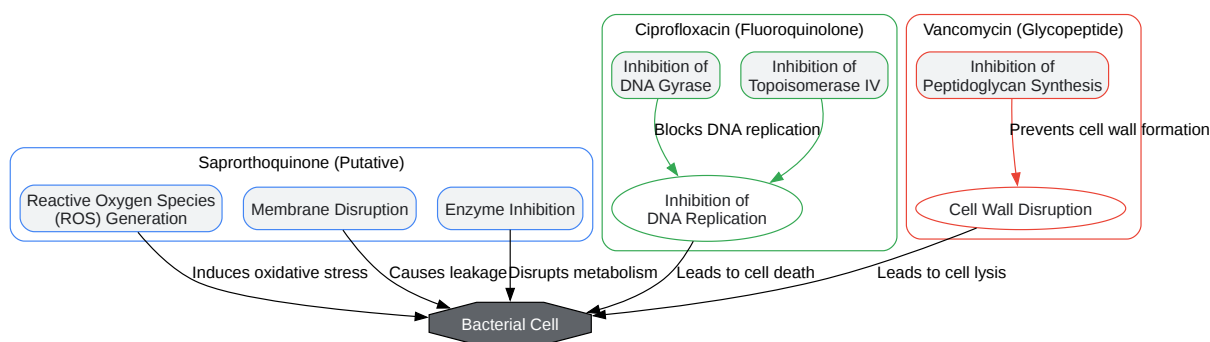 Ciprofloxacin (Fluoroquinolone)
Inhibition of
DNA Gyrase
Inhibition of
Topoisomerase IV
Blocks DNA replication
Inhibition of
DNA Replication
Vancomycin (Glycopeptide)
Inhibition of
Peptidoglycan Synthesis
Prevents cell wall formation
Cell Wall Disruption
Saprorthoquinone (Putative)
Reactive Oxygen Species
(ROS) Generation
Membrane Disruption
Enzyme Inhibition
Induces oxidative stress
Causes leakage
Disrupts metabolism
Leads to cell death
Leads to cell lysis
Bacterial Cell